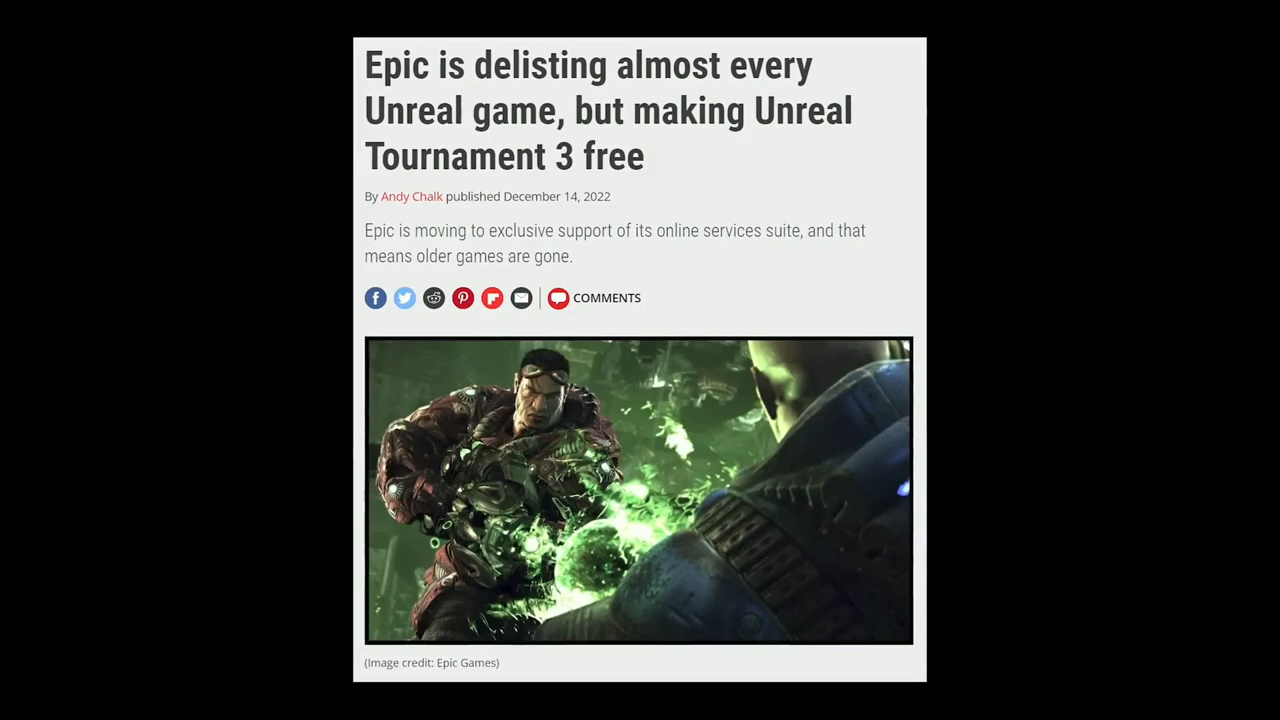 Epic is delisting almost every
Unreal game, but making Unreal
Tournament 3 free
By Andy Chalk published December 14, 2022
Epic is moving to exclusive support of its online services suite, and that
means older games are gone.
COMMENTS
(Image credit: Epic Games)